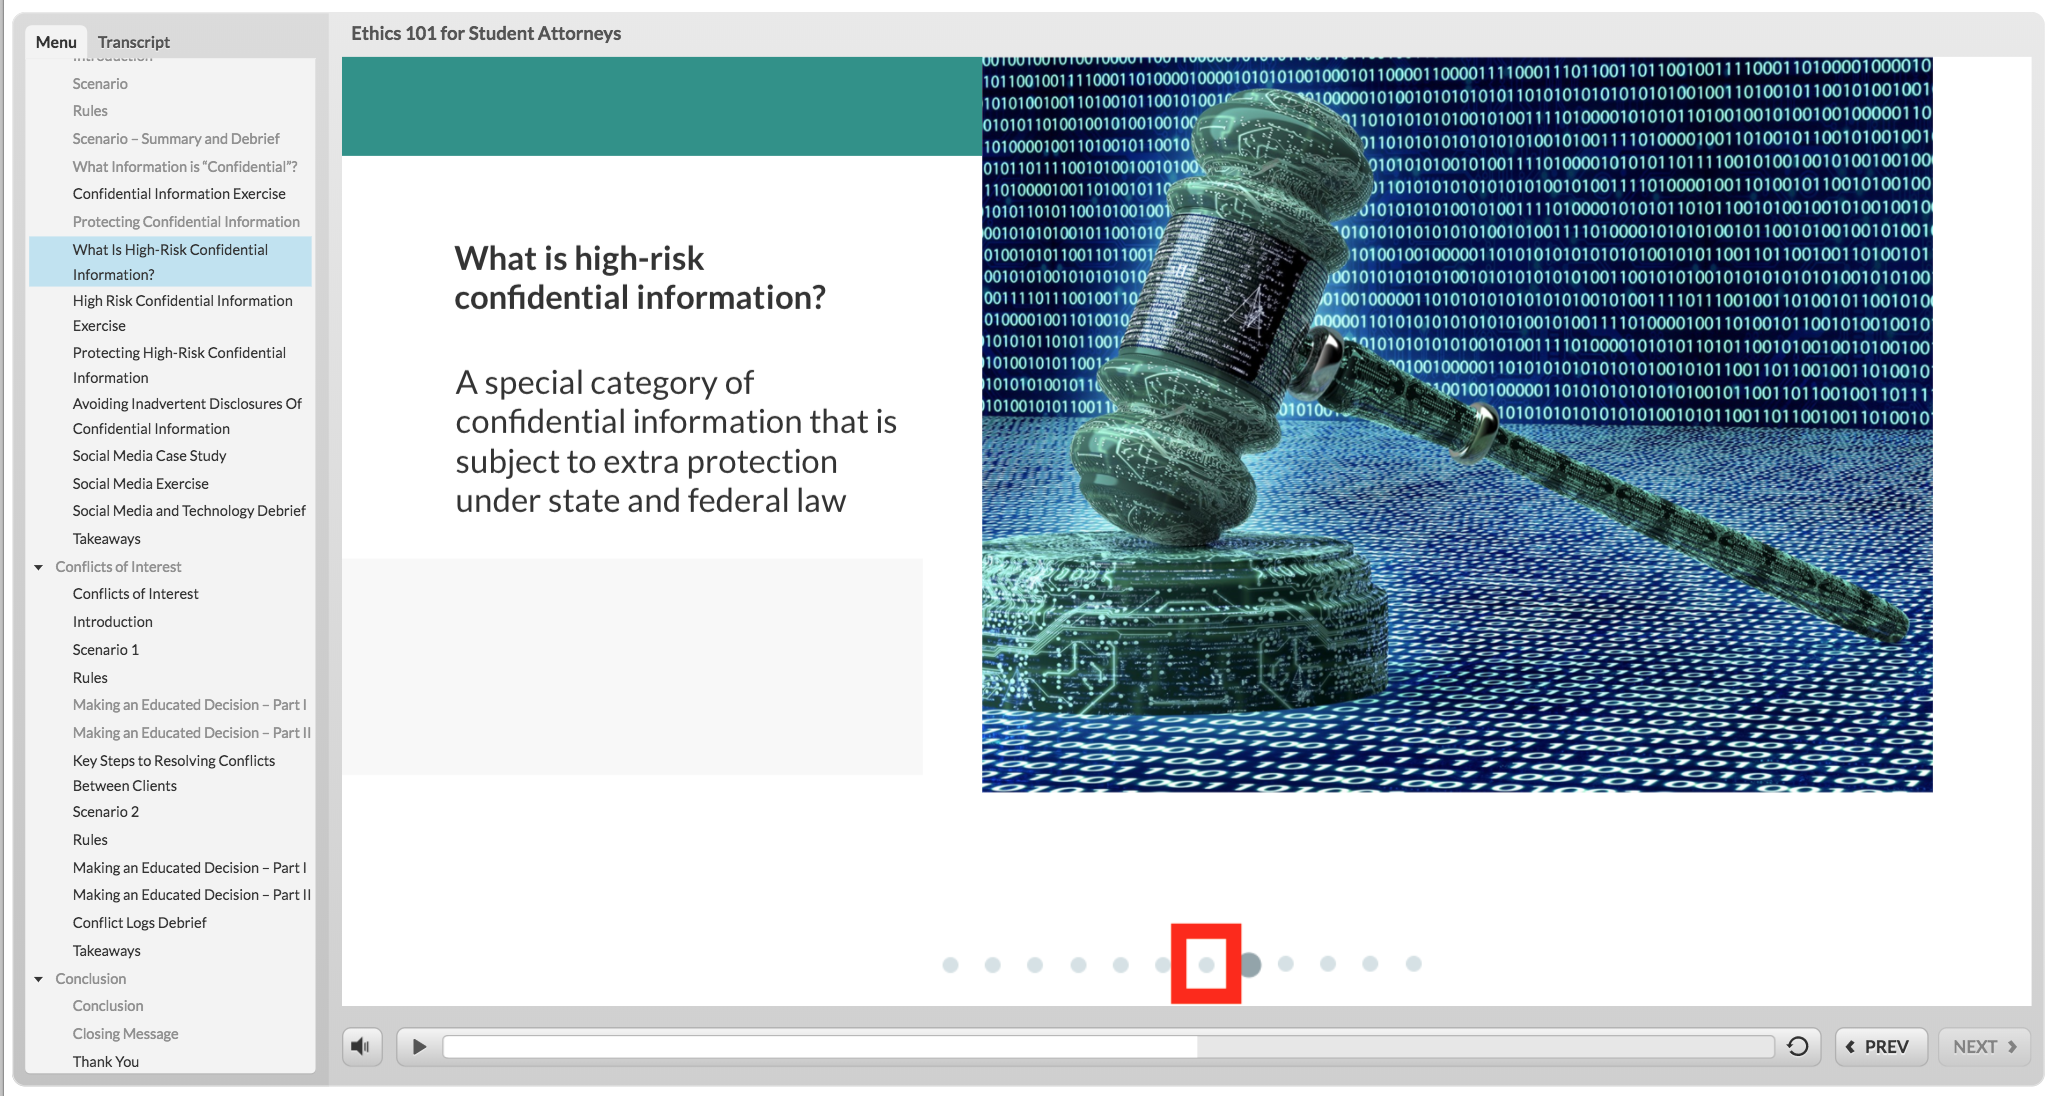 Menu
Transcript
Ethics 101 for Student Attorneys
Introduction
Scenario
Rules
Scenario – Summary and Debrief
What Information is “Confidential”?
Confidential Information Exercise
Protecting Confidential Information
What Is High-Risk Confidential
Information?
High Risk Confidential Information
Exercise
Protecting High-Risk Confidential
Information
Avoiding Inadvertent Disclosures Of
Confidential Information
Social Media Case Study
Social Media Exercise
Social Media and Technology Debrief
Takeaways
Conflicts of Interest
Conflicts of Interest
Introduction
Scenario 1
Rules
Making an Educated Decision – Part I
Making an Educated Decision – Part II
Key Steps to Resolving Conflicts
Between Clients
Scenario 2
Rules
Making an Educated Decision – Part I
Making an Educated Decision – Part II
Conflict Logs Debrief
Takeaways
Conclusion
Conclusion
Closing Message
Thank You
What is high-risk
confidential information?
A special category of
confidential information that is
subject to extra protection
under state and federal law
PREV
NEXT